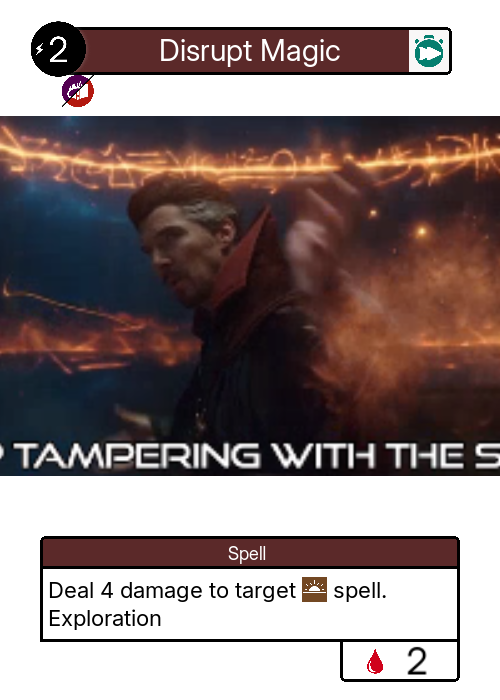 2
Disrupt Magic
TAMPERING WITH THE S
Spell
Deal 4 damage to target spell.
Exploration
2